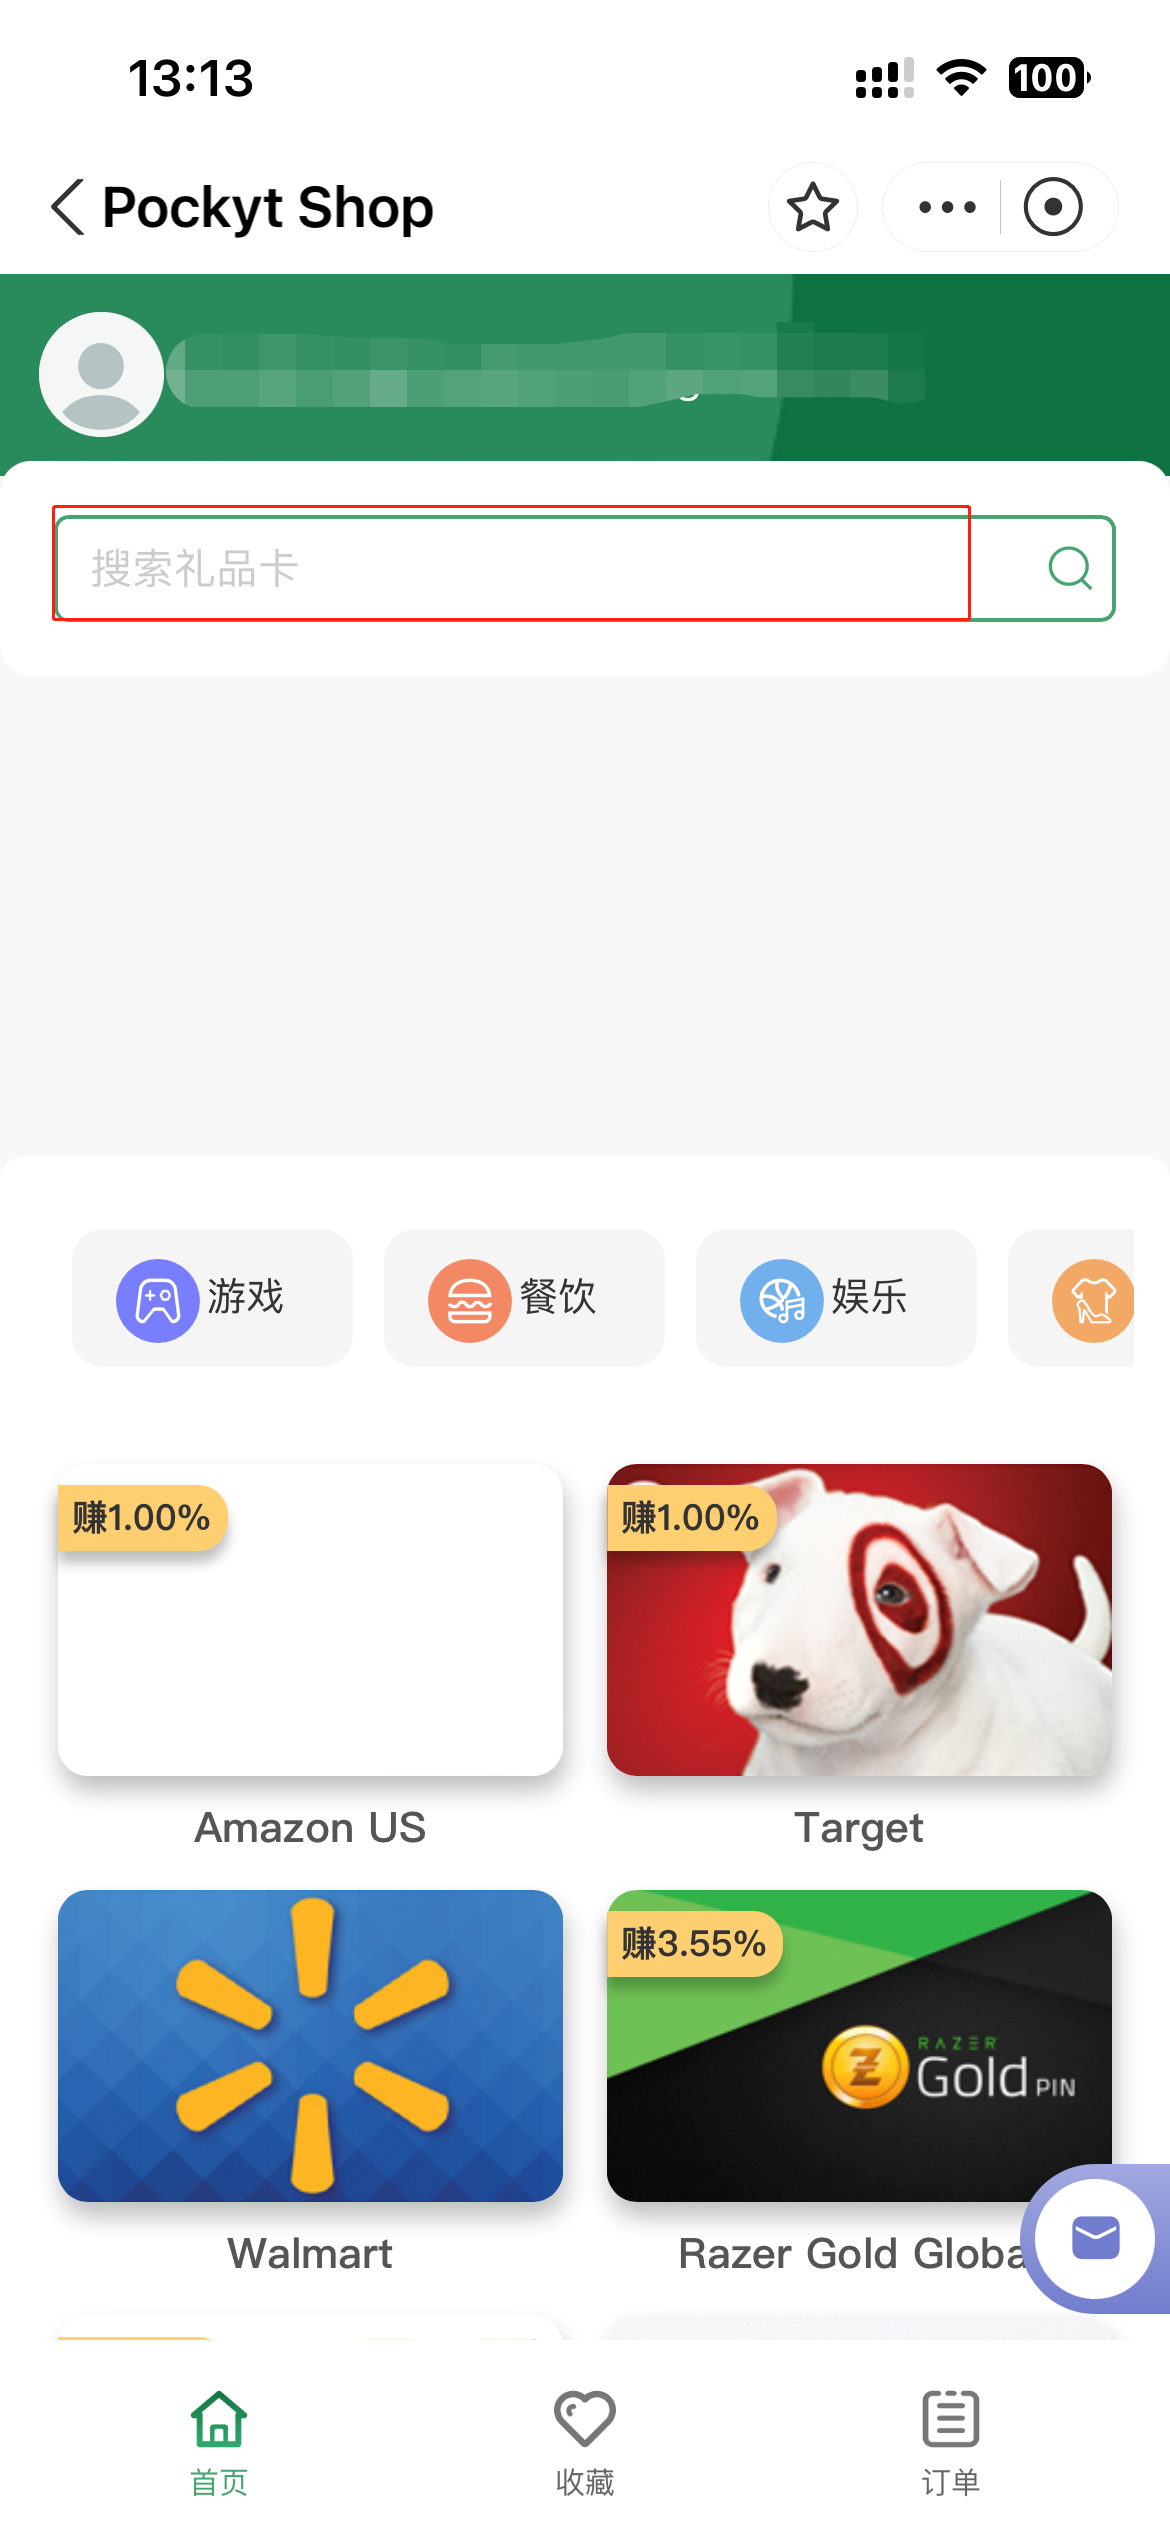 13:13
100
Pockyt Shop
搜索礼品卡
游戏
餐饮
娱乐
赚1.00%
赚1.00%
Amazon US
Target
赚3.55%
RAZER
Gold PIN
Walmart
Razer Gold Globa
首页
收藏
订单